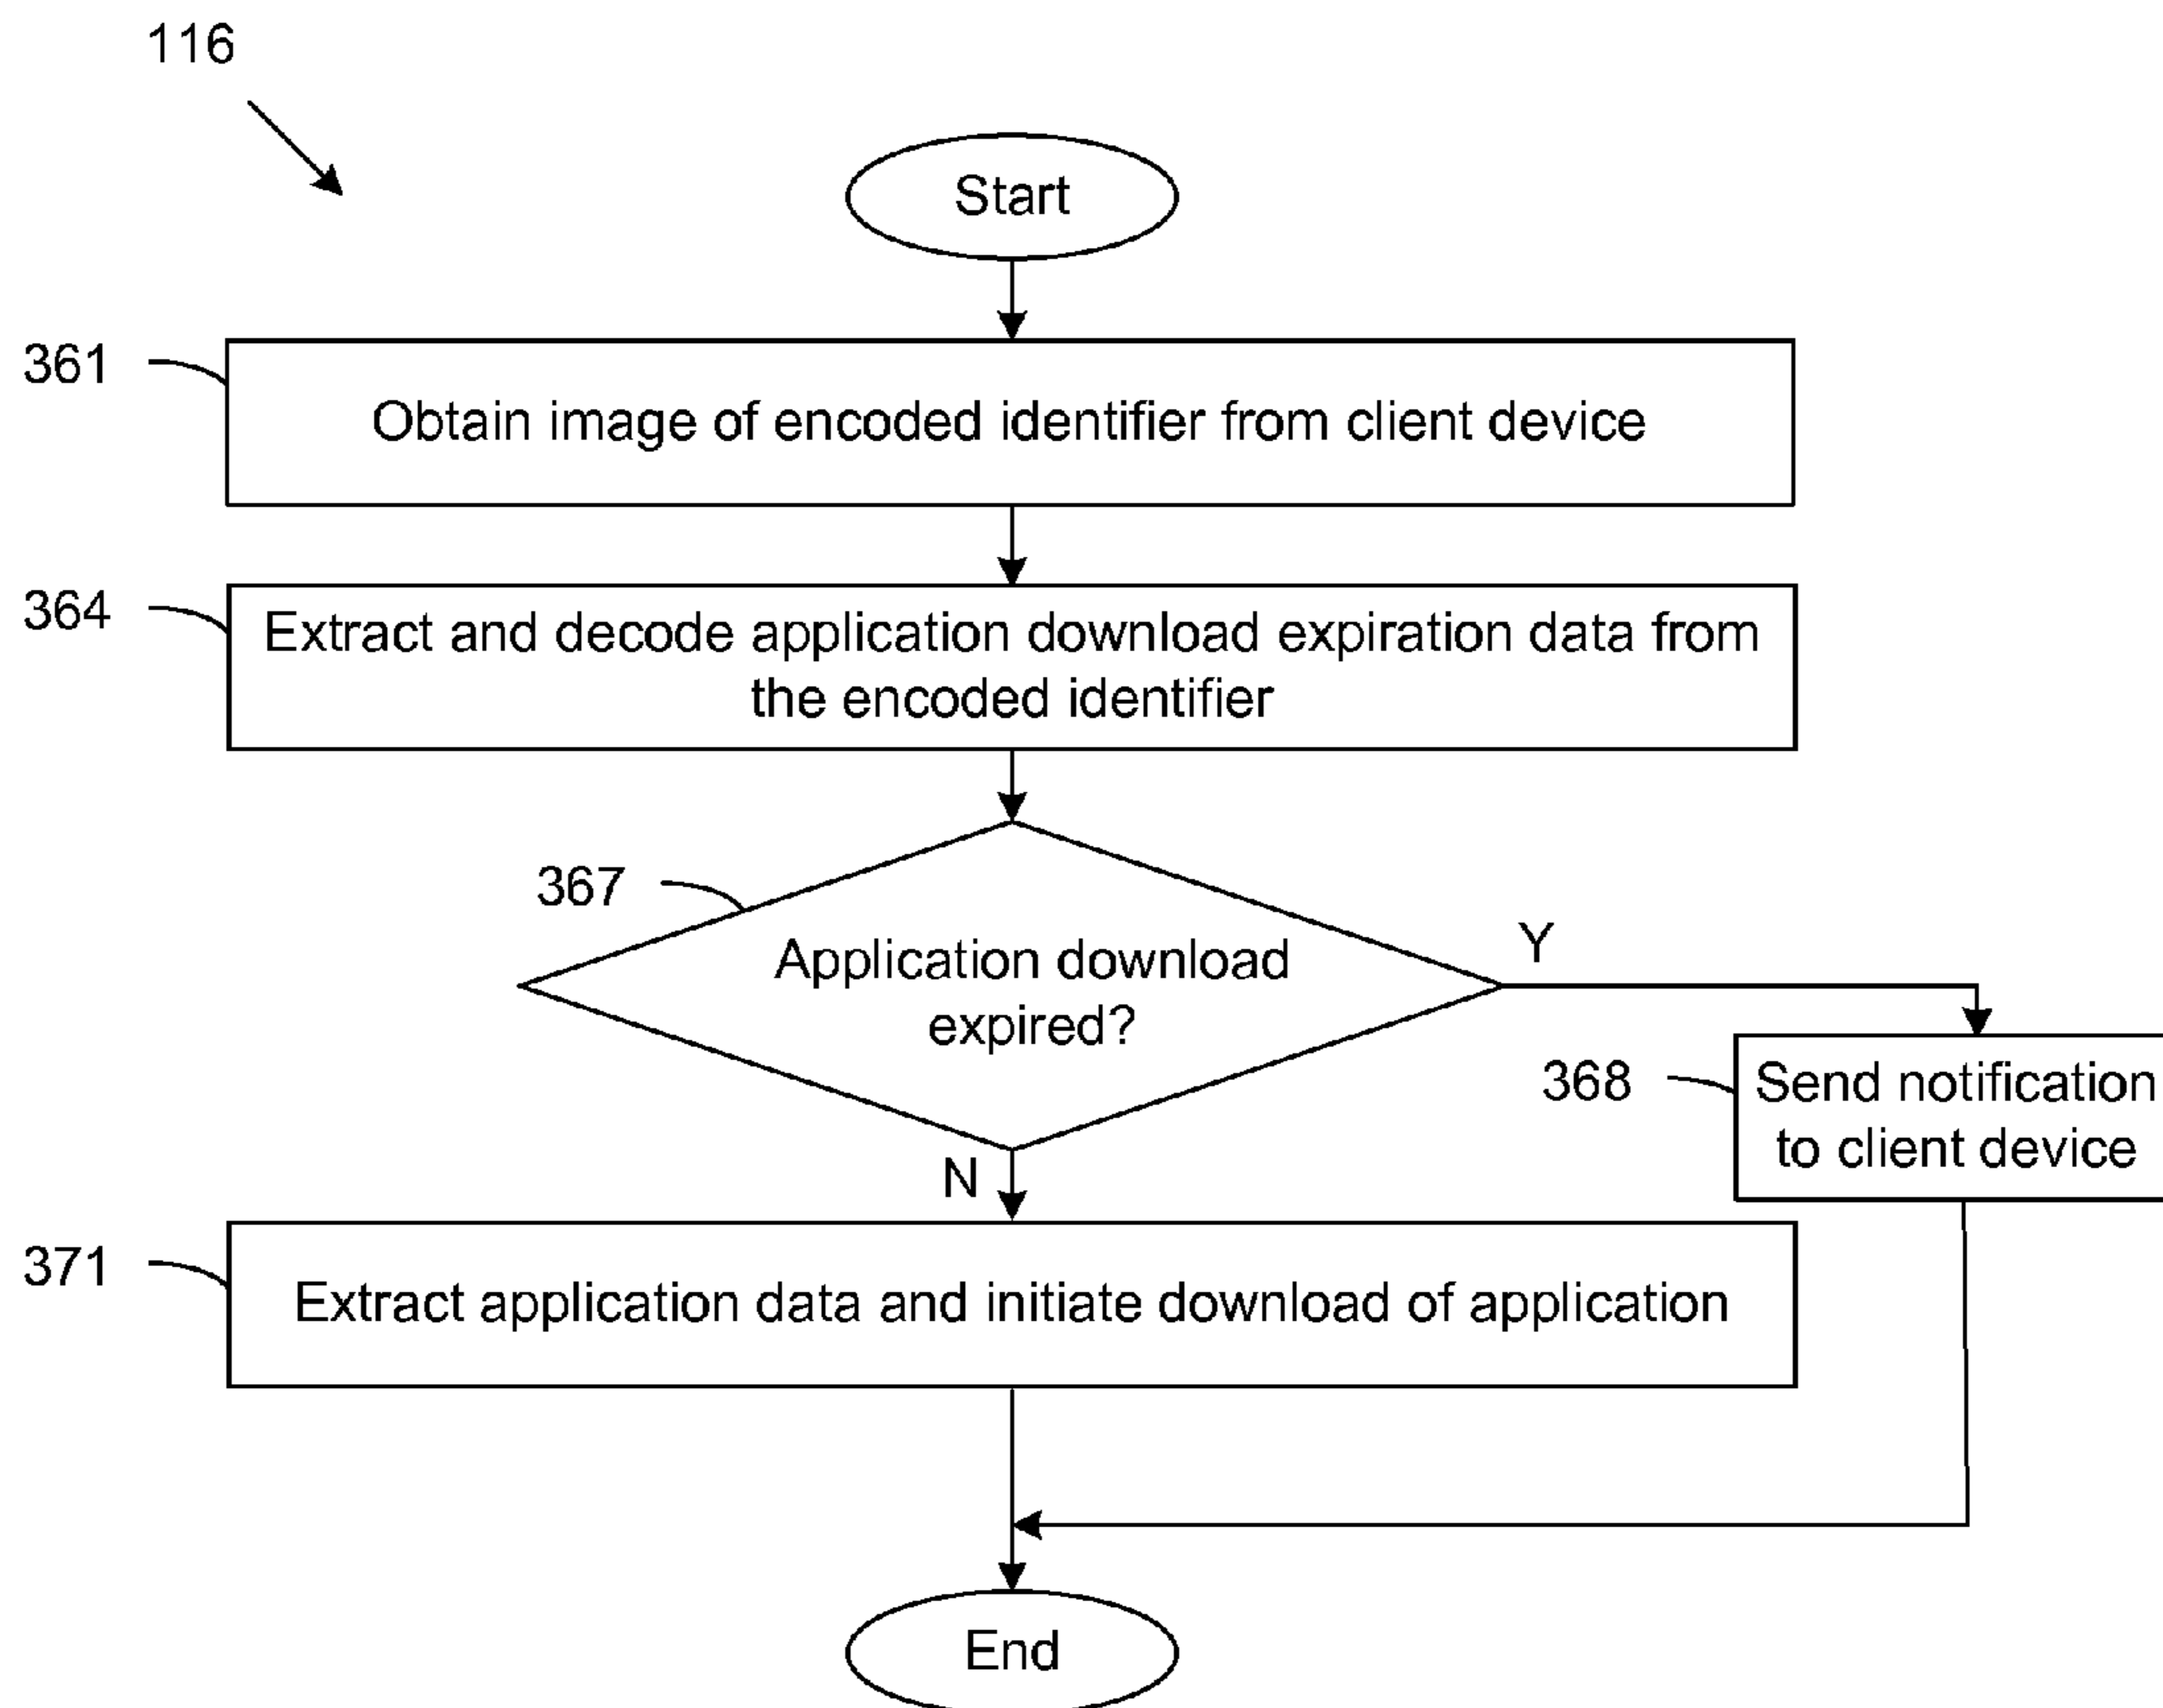 116
Start
361
Obtain image of encoded identifier from client device
364
Extract and decode application download expiration data from
the encoded identifier
367
Application download
expired?
Y
368
Send notification
to client device
N
371
Extract application data and initiate download of application
End